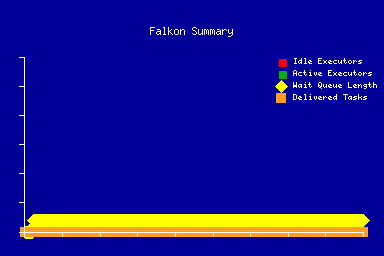 Falkon Summary
Idle Executors
Active Executors
Wait Queue Length
Delivered Tasks